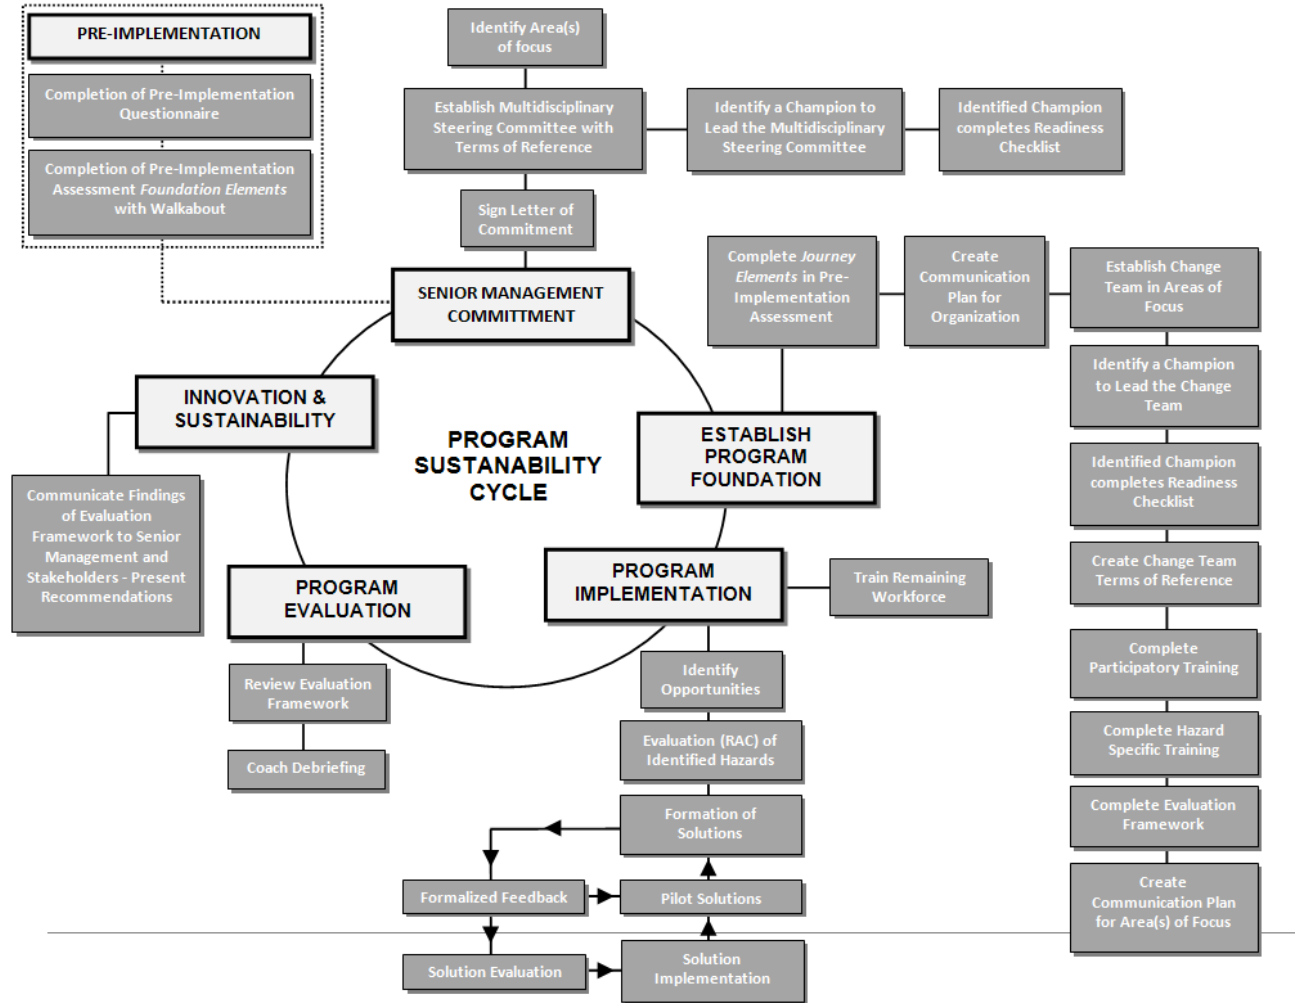 PRE-IMPLEMENTATION
Completion of Pre-Implementation
Questionnaire
Completion of Pre-Implementation
Assessment Foundation Elements
with Walkabout
Identify Area(s)
of focus
Establish Multidisciplinary
Steering Committee with
Terms of Reference
Identify a Champion to
Lead the Multidisciplinary
Steering Committee
Identified Champion
completes Readiness
Checklist
Sign Letter of
Commitment
SENIOR MANAGEMENT
COMMITTMENT
Complete Journey
Elements in Pre-
Implementation
Assessment
Create
Communication
Plan for
Organization
Establish Change
Team in Areas of
Focus
Identify a Champion
to Lead the Change
Team
Identified Champion
completes Readiness
Checklist
Create Change Team
Terms of Reference
Complete
Participatory Training
Complete Hazard
Specific Training
Complete Evaluation
Framework
Create
Communication Plan
for Area(s) of Focus
INNOVATION &
SUSTAINABILITY
PROGRAM
SUSTANABILITY
CYCLE
ESTABLISH
PROGRAM
FOUNDATION
Communicate Findings
of Evaluation
Framework to Senior
Management and
Stakeholders - Present
Recommendations
PROGRAM
EVALUATION
PROGRAM
IMPLEMENTATION
Train Remaining
Workforce
Review Evaluation
Framework
Coach Debriefing
Identify
Opportunities
Evaluation (RAC) of
Identified Hazards
Formation of
Solutions
Formalized Feedback
Pilot Solutions
Solution Evaluation
Solution
Implementation